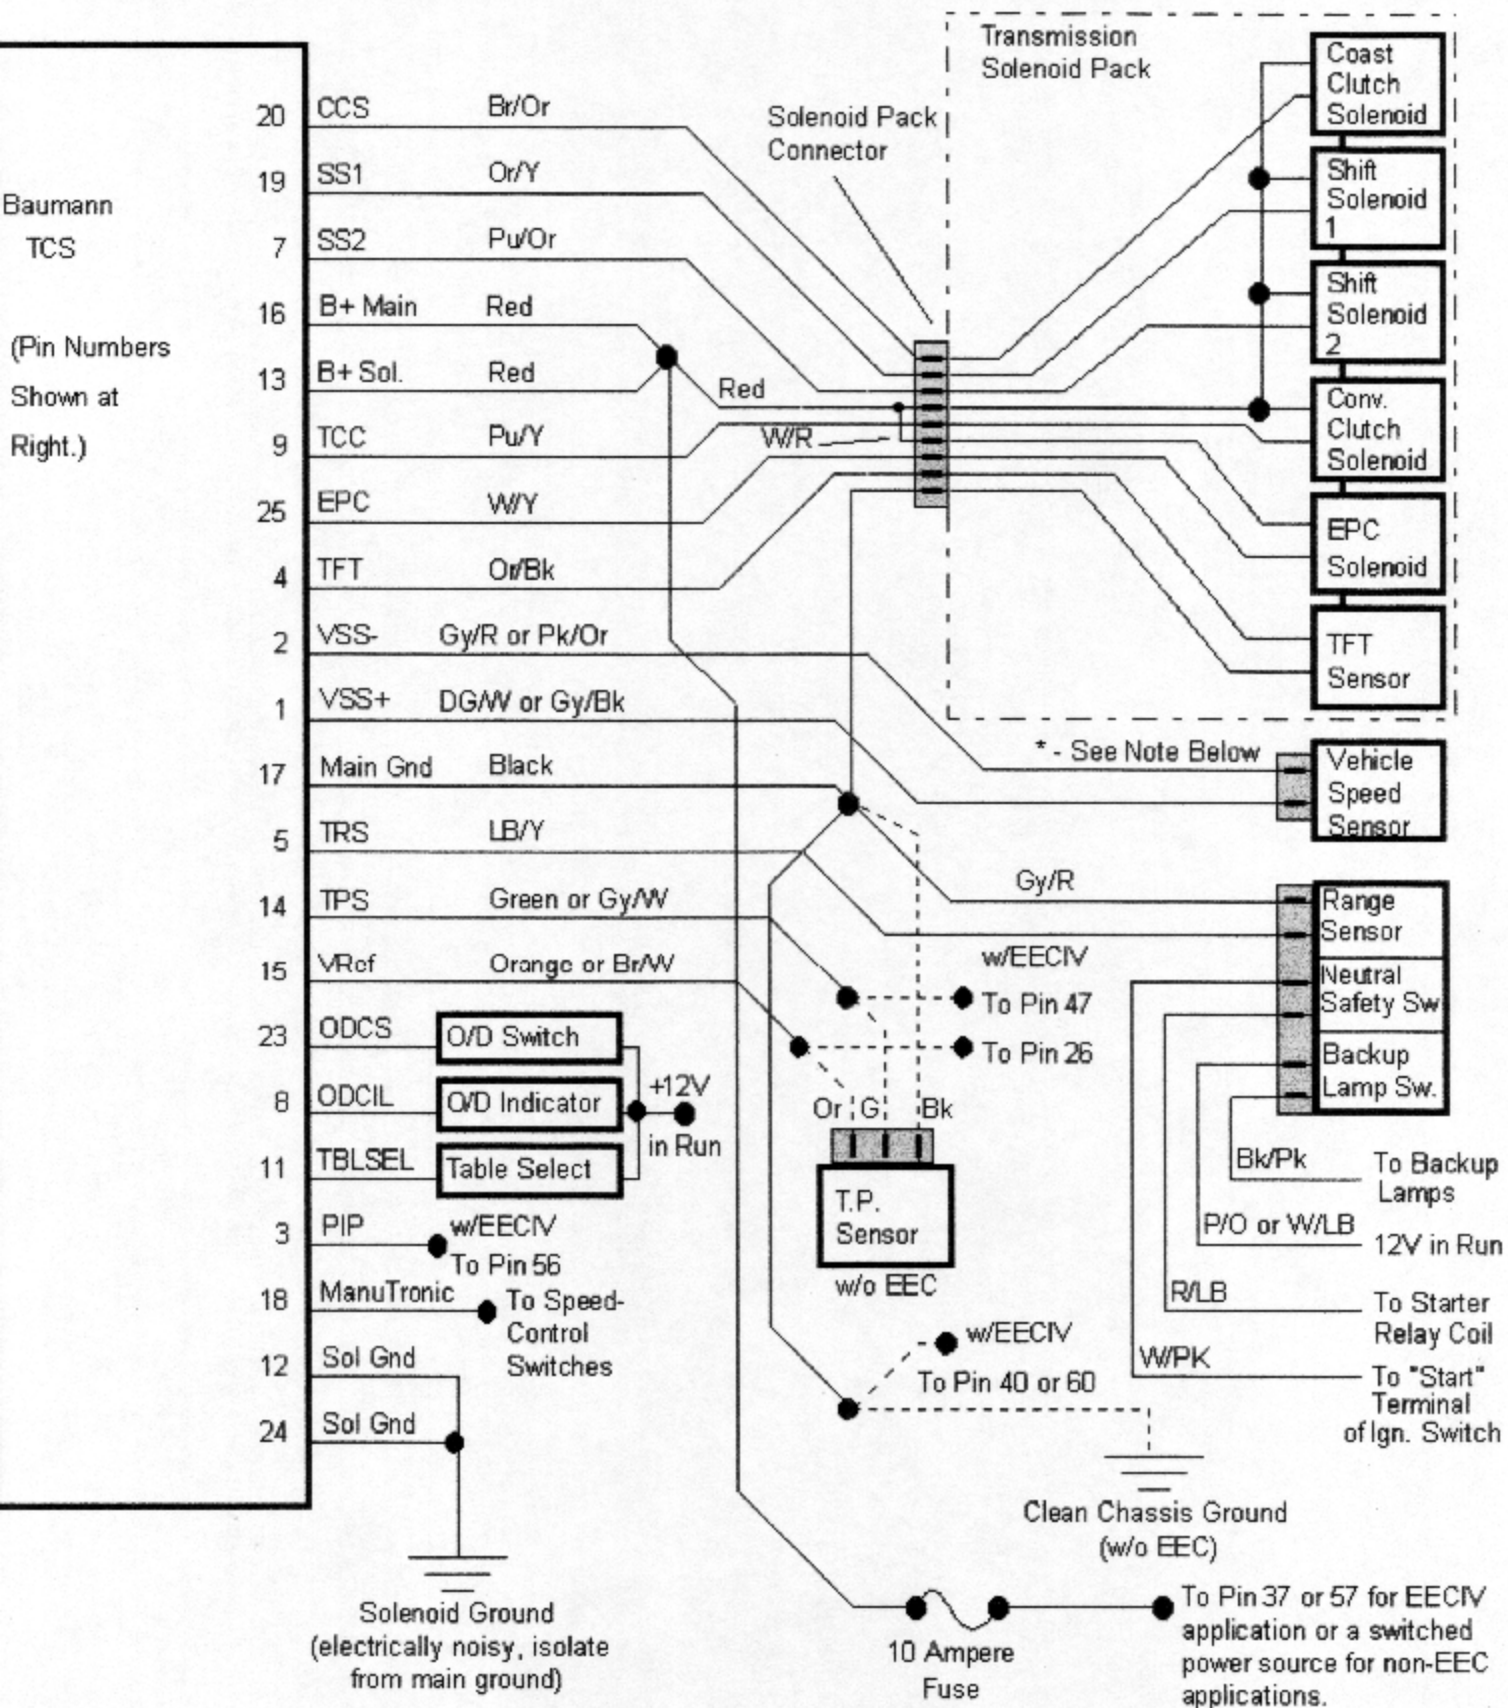 Transmission
Solenoid Pack
Solenoid Pack
Connector
Coast
Clutch
Solenoid
Shift
Solenoid
1
Shift
Solenoid
2
Conv.
Clutch
Solenoid
EPC
Solenoid
TFT
Sensor
Baumann
TCS
(Pin Numbers
Shown at
Right.)
20 CCS Br/Or
19 SS1 Or/Y
7 SS2 Pu/Or
16 B+ Main Red
13 B+ Sol. Red
Red
9 TCC Pu/Y
W/R
25 EPC W/Y
4 TFT Or/Bk
2 VSS- Gy/R or Pk/Or
1 VSS+ DG/W or Gy/Bk
17 Main Gnd Black
5 TRS LB/Y
14 TPS Green or Gy/W
15 VRef Orange or Br/W
23 ODCS O/D Switch
8 ODCIL O/D Indicator
11 TBLSEL Table Select
+12V
in Run
3 PIP w/EECIV
To Pin 56
18 ManuTronic To Speed-
Control
Switches
12 Sol Gnd
24 Sol Gnd
Solenoid Ground
(electrically noisy, isolate
from main ground)
* - See Note Below
Vehicle
Speed
Sensor
Gy/R
Range
Sensor
Neutral
Safety Sw
Backup
Lamp Sw.
w/EECIV
To Pin 47
To Pin 26
Or G Bk
T.P.
Sensor
w/o EEC
Bk/Pk To Backup
Lamps
P/O or W/LB 12V in Run
R/LB To Starter
Relay Coil
W/PK To "Start"
Terminal
of Ign. Switch
w/EECIV
To Pin 40 or 60
Clean Chassis Ground
(w/o EEC)
10 Ampere
Fuse
To Pin 37 or 57 for EECIV
application or a switched
power source for non-EEC
applications.